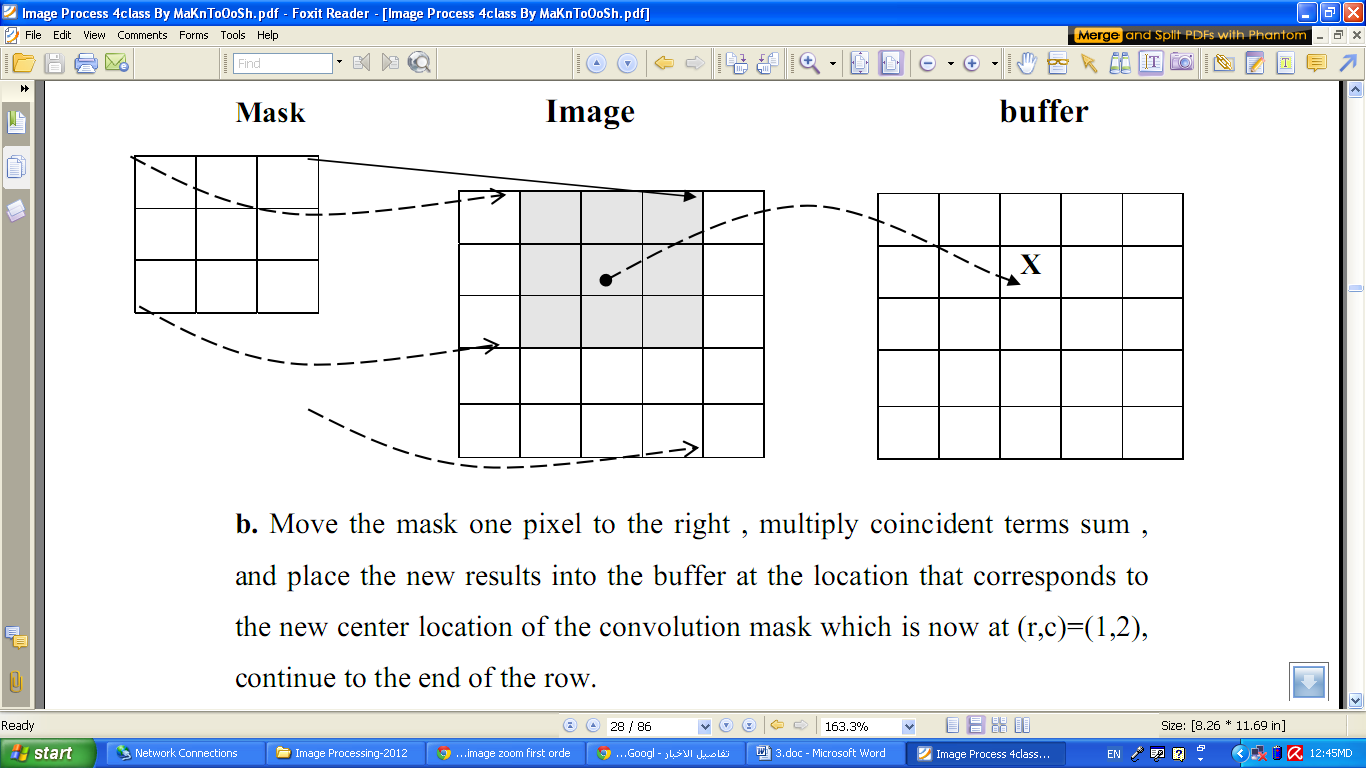 Image Process 4class By MaKnToOoSh.pdf - Foxit Reader - [Image Process 4class By MaKnToOoSh.pdf]
File Edit View Comments Forms Tools Help
Merge and Split PDFs with Phantom
Find
Mask Image buffer
X
b. Move the mask one pixel to the right , multiply coincident terms sum ,
and place the new results into the buffer at the location that corresponds to
the new center location of the convolution mask which is now at (r,c)=(1,2),
continue to the end of the row.
Ready 28 / 86 163.3% Size: [8.26 * 11.69 in]
start Network Connections Image Processing-2012 ...image zoom first orde ...Googl - تفاصيل الاخبار 3.doc - Microsoft Word Image Process 4class... EN 12:45MD